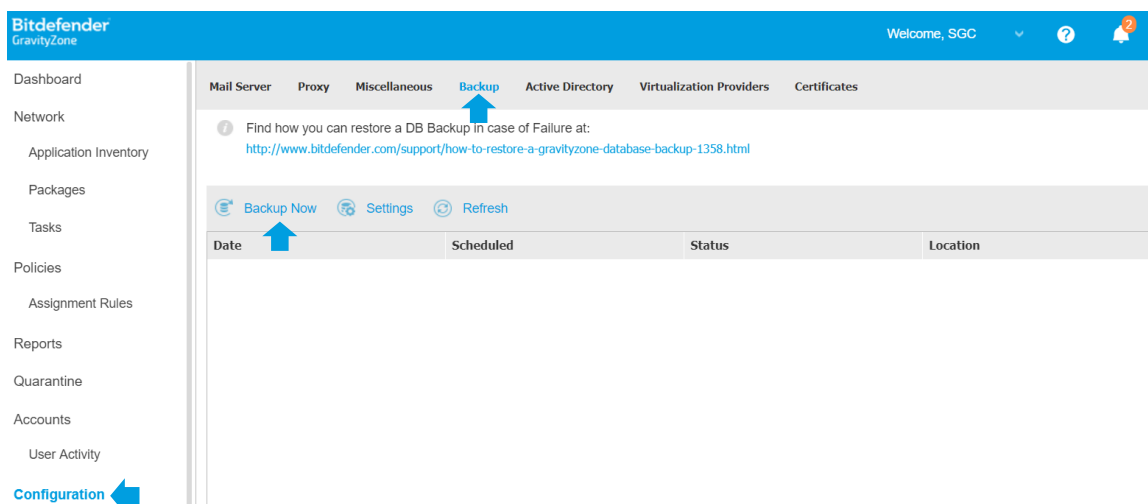 Bitdefender
GravityZone
Welcome, SGC
?
2
Dashboard
Network
Application Inventory
Packages
Tasks
Policies
Assignment Rules
Reports
Quarantine
Accounts
User Activity
Configuration
Mail Server Proxy Miscellaneous Backup Active Directory Virtualization Providers Certificates
i Find how you can restore a DB Backup in case of Failure at:
http://www.bitdefender.com/support/how-to-restore-a-gravityzone-database-backup-1358.html
Backup Now Settings Refresh
Date Scheduled Status Location